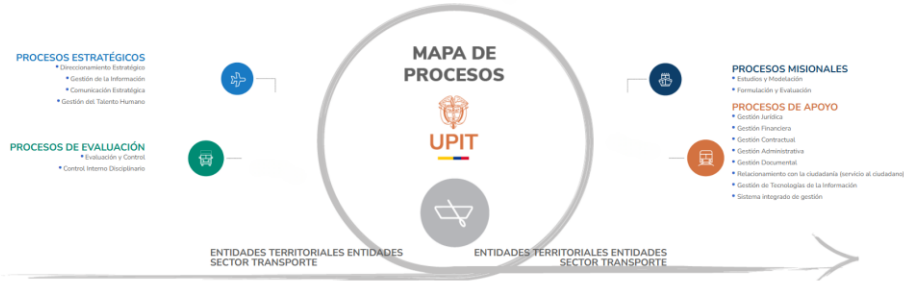 MAPA DE
PROCESOS
UPIT
PROCESOS ESTRATÉGICOS
Direccionamiento Estratégico
Gestión de la Información
Comunicación Estratégica
Gestión del Talento Humano
PROCESOS DE EVALUACIÓN
Evaluación y Control
Control Interno Disciplinario
PROCESOS MISIONALES
Estudios y Modelación
Formulación y Evaluación
PROCESOS DE APOYO
Gestión Jurídica
Gestión Financiera
Gestión Contractual
Gestión Administrativa
Gestión Documental
Relacionamiento con la ciudadanía (servicio al ciudadano)
Gestión de Tecnologías de la Información
Sistema integrado de gestión
ENTIDADES TERRITORIALES ENTIDADES
SECTOR TRANSPORTE
ENTIDADES TERRITORIALES ENTIDADES
SECTOR TRANSPORTE